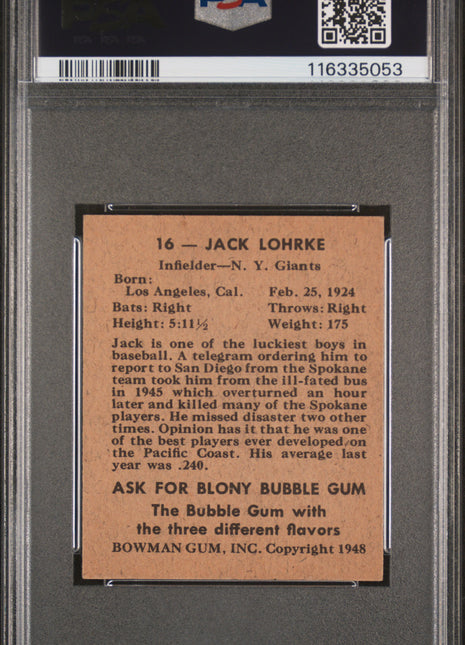 PSA
116335053
16 — JACK LOHRKE
Infielder—N. Y. Giants
Born:
Los Angeles, Cal. Feb. 25, 1924
Bats: Right Throws: Right
Height: 5:11½ Weight: 175
Jack is one of the luckiest boys in
baseball. A telegram ordering him to
report to San Diego from the Spokane
team took him from the ill-fated bus
in 1945 which overturned an hour
later and killed many of the Spokane
players. He missed disaster two other
times. Opinion has it that he was one
of the best players ever developed on
the Pacific Coast. His average last
year was .240.
ASK FOR BLONY BUBBLE GUM
The Bubble Gum with
the three different flavors
BOWMAN GUM, INC. Copyright 1948